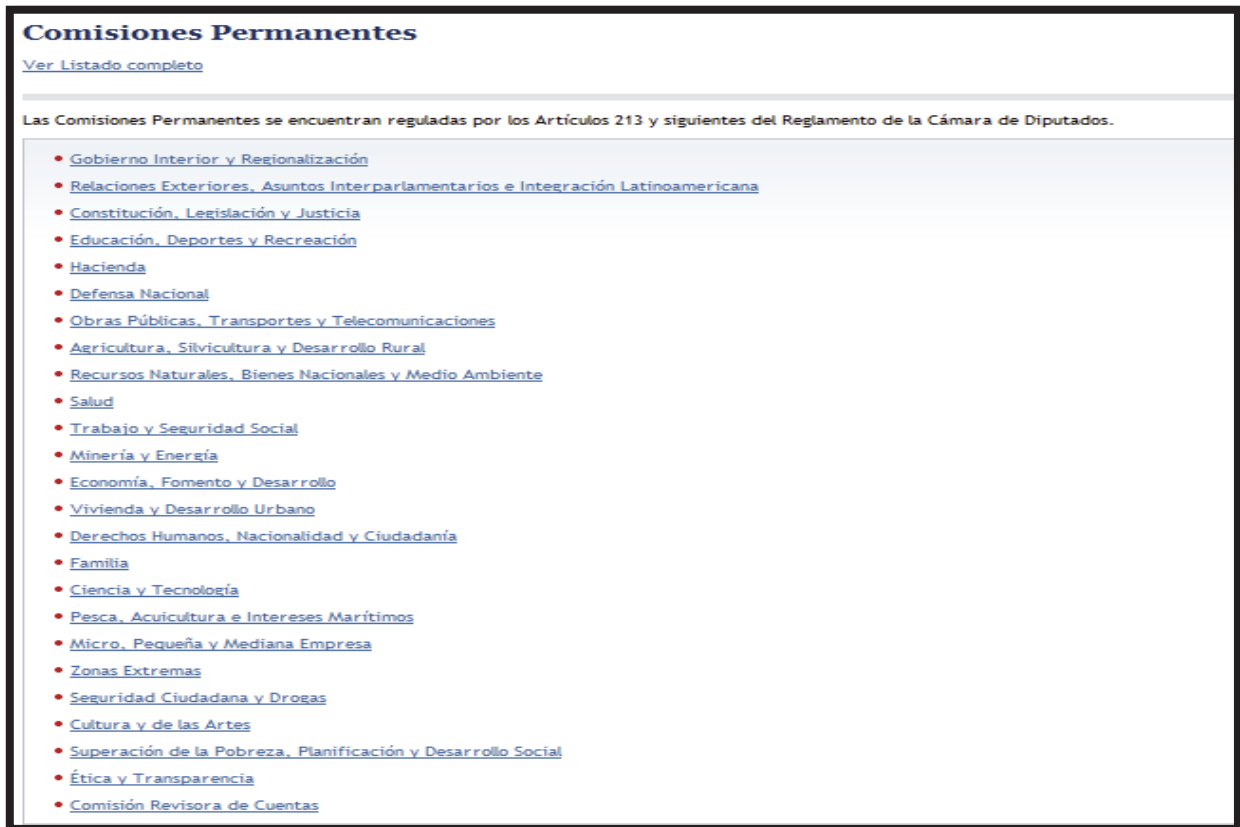 Comisiones Permanentes
Ver Listado completo
Las Comisiones Permanentes se encuentran reguladas por los Artículos 213 y siguientes del Reglamento de la Cámara de Diputados.
• Gobierno Interior y Regionalización
• Relaciones Exteriores, Asuntos Interparlamentarios e Integración Latinoamericana
• Constitución, Legislación y Justicia
• Educación, Deportes y Recreación
• Hacienda
• Defensa Nacional
• Obras Públicas, Transportes y Telecomunicaciones
• Agricultura, Silvicultura y Desarrollo Rural
• Recursos Naturales, Bienes Nacionales y Medio Ambiente
• Salud
• Trabajo y Seguridad Social
• Minería y Energía
• Economía, Fomento y Desarrollo
• Vivienda y Desarrollo Urbano
• Derechos Humanos, Nacionalidad y Ciudadanía
• Familia
• Ciencia y Tecnología
• Pesca, Acuicultura e Intereses Marítimos
• Micro, Pequeña y Mediana Empresa
• Zonas Extremas
• Seguridad Ciudadana y Drogas
• Cultura y de las Artes
• Superación de la Pobreza, Planificación y Desarrollo Social
• Ética y Transparencia
• Comisión Revisora de Cuentas